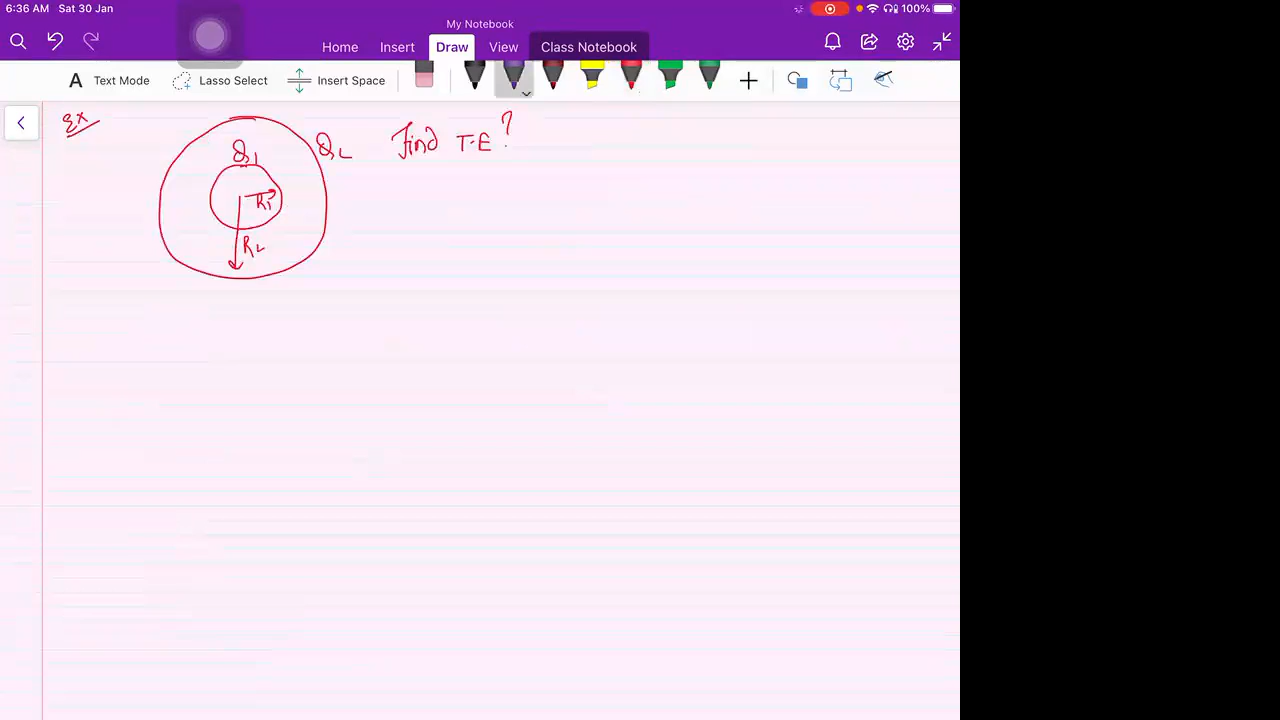 6:36 AM Sat 30 Jan 100%
My Notebook
Home Insert Draw View Class Notebook
A Text Mode Lasso Select Insert Space
Ex
Q1 Q2 Find T.E?
R1
R2